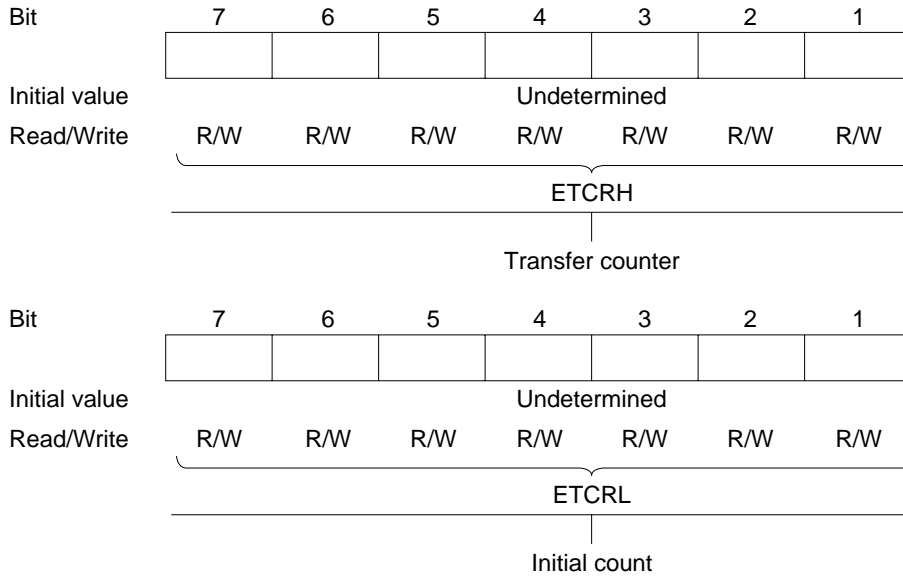 Bit 7 6 5 4 3 2 1
Initial value Undetermined
Read/Write R/W R/W R/W R/W R/W R/W R/W
ETCRH
Transfer counter
Bit 7 6 5 4 3 2 1
Initial value Undetermined
Read/Write R/W R/W R/W R/W R/W R/W R/W
ETCRL
Initial count